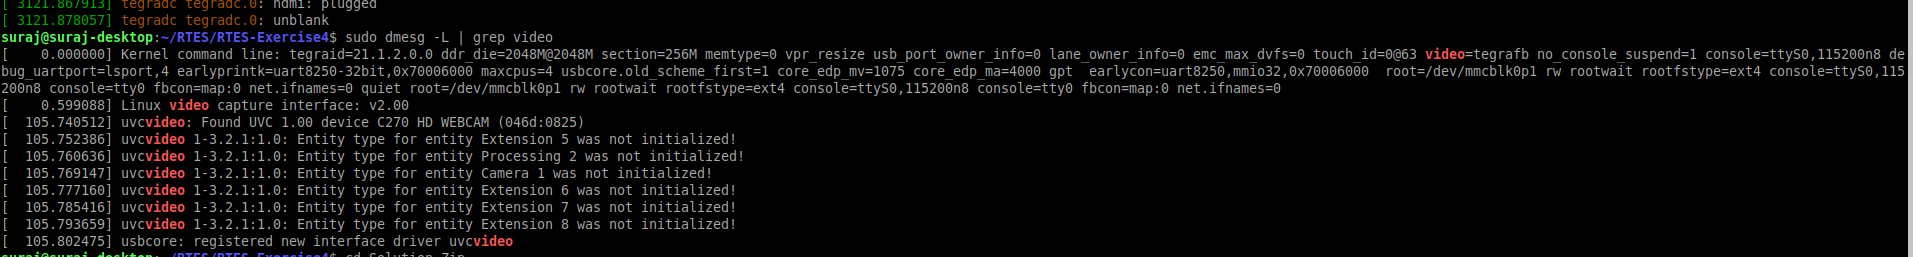 [ 3121.867913] tegradc tegradc.0: hdmi: plugged
[ 3121.878057] tegradc tegradc.0: unblank
suraj@suraj-desktop:~/RTES/RTES-Exercise4$ sudo dmesg -L | grep video
[    0.000000] Kernel command line: tegraid=21.1.2.0.0 ddr_die=2048M@2048M section=256M memtype=0 vpr_resize usb_port_owner_info=0 lane_owner_info=0 emc_max_dvfs=0 touch_id=0@63 video=tegrafb no_console_suspend=1 console=ttyS0,115200n8 de
bug_uartport=lsport,4 earlyprintk=uart8250-32bit,0x70006000 maxcpus=4 usbcore.old_scheme_first=1 core_edp_mv=1075 core_edp_ma=4000 gpt  earlycon=uart8250,mmio32,0x70006000  root=/dev/mmcblk0p1 rw rootwait rootfstype=ext4 console=ttyS0,115
200n8 console=tty0 fbcon=map:0 net.ifnames=0 quiet root=/dev/mmcblk0p1 rw rootwait rootfstype=ext4 console=ttyS0,115200n8 console=tty0 fbcon=map:0 net.ifnames=0
[    0.599088] Linux video capture interface: v2.00
[  105.740512] uvcvideo: Found UVC 1.00 device C270 HD WEBCAM (046d:0825)
[  105.752386] uvcvideo 1-3.2.1:1.0: Entity type for entity Extension 5 was not initialized!
[  105.760636] uvcvideo 1-3.2.1:1.0: Entity type for entity Processing 2 was not initialized!
[  105.769147] uvcvideo 1-3.2.1:1.0: Entity type for entity Camera 1 was not initialized!
[  105.777160] uvcvideo 1-3.2.1:1.0: Entity type for entity Extension 6 was not initialized!
[  105.785416] uvcvideo 1-3.2.1:1.0: Entity type for entity Extension 7 was not initialized!
[  105.793659] uvcvideo 1-3.2.1:1.0: Entity type for entity Extension 8 was not initialized!
[  105.802475] usbcore: registered new interface driver uvcvideo
suraj@suraj-desktop:~/RTES/RTES-Exercise4$ cd Solution Zip